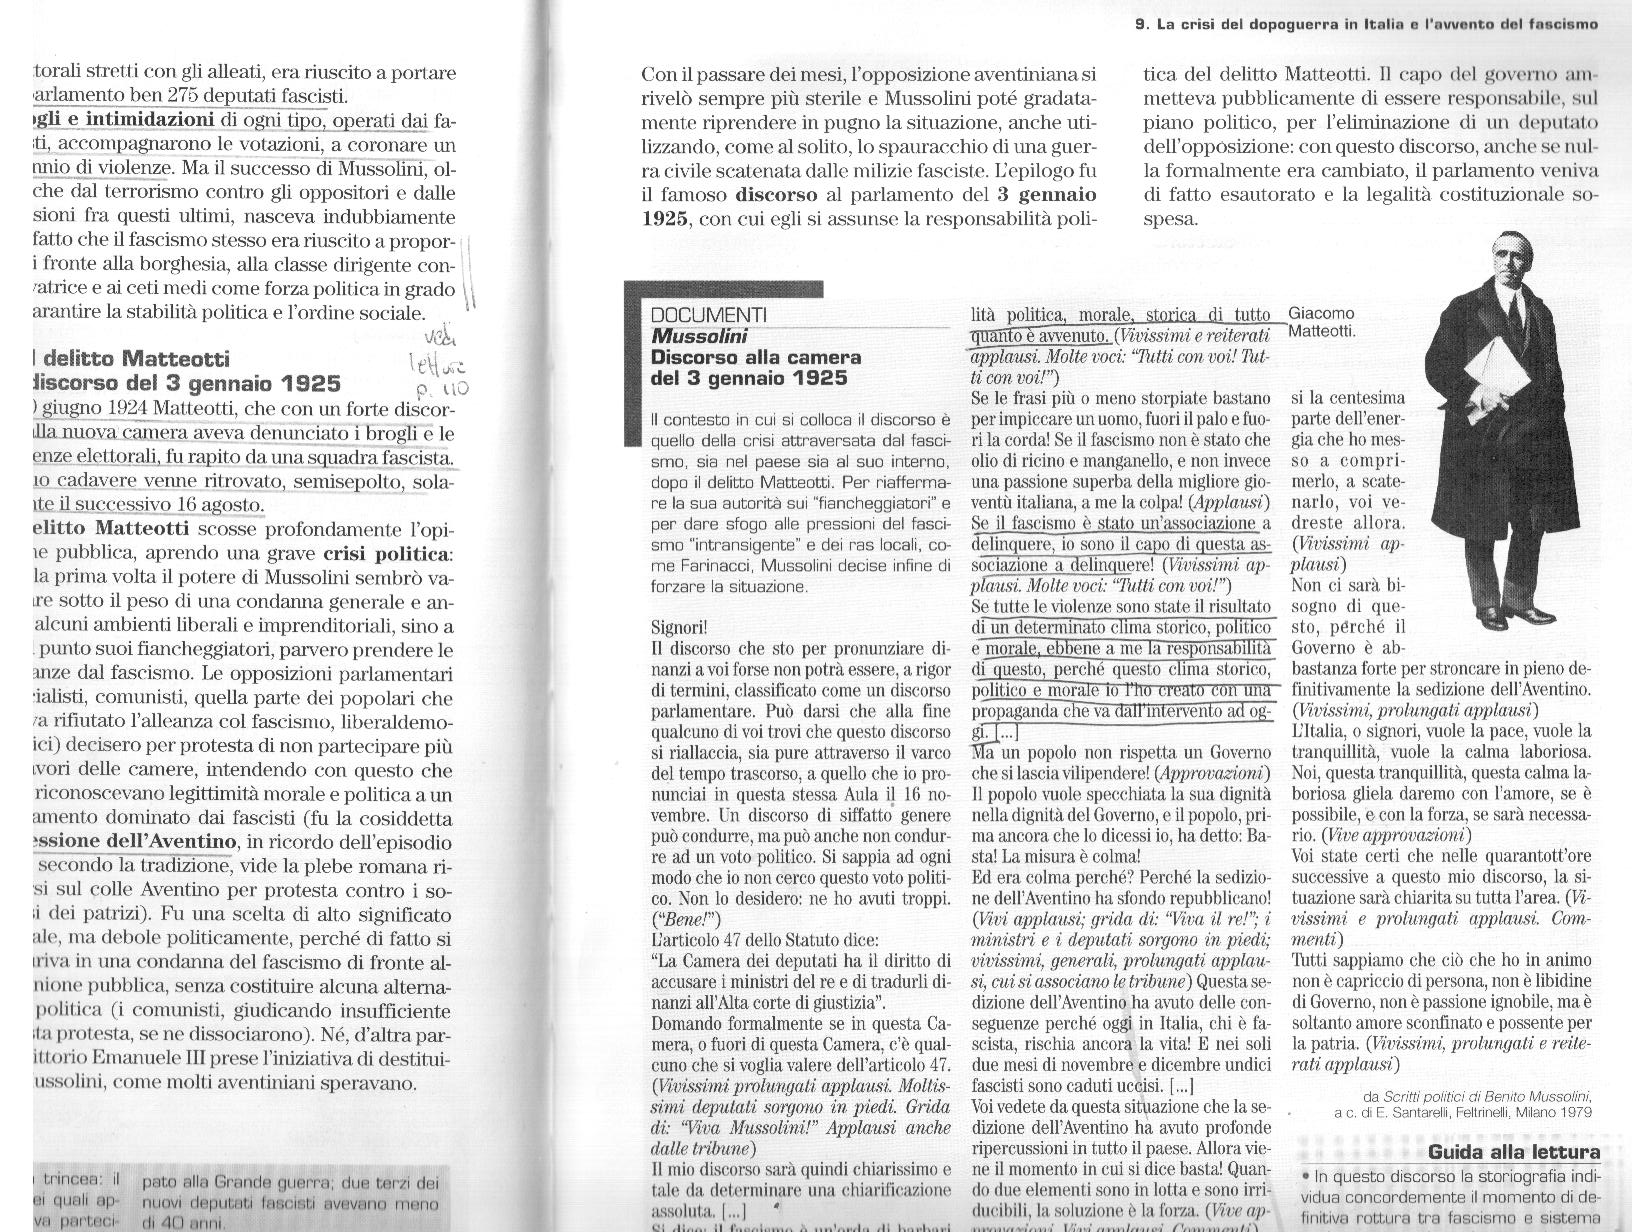 torali stretti con gli alleati, era riuscito a portare
arlamento ben 275 deputati fascisti.
gli e intimidazioni di ogni tipo, operati dai fa-
ti, accompagnarono le votazioni, a coronare un
nnio di violenze. Ma il successo di Mussolini, ol-
che dal terrorismo contro gli oppositori e dalle
sioni fra questi ultimi, nasceva indubbiamente
fatto che il fascismo stesso era riuscito a propor-
i fronte alla borghesia, alla classe dirigente con-
atrice e ai ceti medi come forza politica in grado
arantire la stabilità politica e l'ordine sociale.
l delitto Matteotti
discorso del 3 gennaio 1925
giugno 1924 Matteotti, che con un forte discor-
lla nuova camera aveva denunciato i brogli e le
enze elettorali, fu rapito da una squadra fascista.
uo cadavere venne ritrovato, semisepolto, sola-
te il successivo 16 agosto.
elitto Matteotti scosse profondamente l'opi-
ne pubblica, aprendo una grave crisi politica:
la prima volta il potere di Mussolini sembrò va-
re sotto il peso di una condanna generale e an-
alcuni ambienti liberali e imprenditoriali, sino a
punto suoi fiancheggiatori, parvero prendere le
anze dal fascismo. Le opposizioni parlamentari
ialisti, comunisti, quella parte dei popolari che
va rifiutato l'alleanza col fascismo, liberaldemo-
ici) decisero per protesta di non partecipare più
avori delle camere, intendendo con questo che
riconoscevano legittimità morale e politica a un
amento dominato dai fascisti (fu la cosiddetta
essione dell'Aventino, in ricordo dell'episodio
secondo la tradizione, vide la plebe romana ri-
si sul colle Aventino per protesta contro i so-
i dei patrizi). Fu una scelta di alto significato
ale, ma debole politicamente, perché di fatto si
riva in una condanna del fascismo di fronte al-
nione pubblica, senza costituire alcuna alterna-
politica (i comunisti, giudicando insufficiente
ta protesta, se ne dissociarono). Né, d'altra par-
ittorio Emanuele III prese l'iniziativa di destitui-
ussolini, come molti aventiniani speravano.
vedi
letture
p. 110
trincea: il
ei quali ap-
va parteci-
pato alla Grande guerra; due terzi dei
nuovi deputati fascisti avevano meno
di 40 anni.
9. La crisi del dopoguerra in Italia e l'avvento del fascismo
Con il passare dei mesi, l'opposizione aventiniana si
rivelò sempre più sterile e Mussolini poté gradata-
mente riprendere in pugno la situazione, anche uti-
lizzando, come al solito, lo spauracchio di una guer-
ra civile scatenata dalle milizie fasciste. L'epilogo fu
il famoso discorso al parlamento del 3 gennaio
1925, con cui egli si assunse la responsabilità poli-
tica del delitto Matteotti. Il capo del governo am-
metteva pubblicamente di essere responsabile, sul
piano politico, per l'eliminazione di un deputato
dell'opposizione: con questo discorso, anche se nul-
la formalmente era cambiato, il parlamento veniva
di fatto esautorato e la legalità costituzionale so-
spesa.
DOCUMENTI
Mussolini
Discorso alla camera
del 3 gennaio 1925
Il contesto in cui si colloca il discorso è
quello della crisi attraversata dal fasci-
smo, sia nel paese sia al suo interno,
dopo il delitto Matteotti. Per riafferma-
re la sua autorità sui "fiancheggiatori" e
per dare sfogo alle pressioni del fasci-
smo "intransigente" e dei ras locali, co-
me Farinacci, Mussolini decise infine di
forzare la situazione.
Signori!
Il discorso che sto per pronunziare di-
nanzi a voi forse non potrà essere, a rigor
di termini, classificato come un discorso
parlamentare. Può darsi che alla fine
qualcuno di voi trovi che questo discorso
si riallaccia, sia pure attraverso il varco
del tempo trascorso, a quello che io pro-
nunciai in questa stessa Aula il 16 no-
vembre. Un discorso di siffatto genere
può condurre, ma può anche non condur-
re ad un voto politico. Si sappia ad ogni
modo che io non cerco questo voto politi-
co. Non lo desidero: ne ho avuti troppi.
("Bene!")
L'articolo 47 dello Statuto dice:
"La Camera dei deputati ha il diritto di
accusare i ministri del re e di tradurli di-
nanzi all'Alta corte di giustizia".
Domando formalmente se in questa Ca-
mera, o fuori di questa Camera, c'è qual-
cuno che si voglia valere dell'articolo 47.
(Vivissimi prolungati applausi. Moltis-
simi deputati sorgono in piedi. Grida
di: "Viva Mussolini!" Applausi anche
dalle tribune)
Il mio discorso sarà quindi chiarissimo e
tale da determinare una chiarificazione
assoluta. [...]
Si dice: il fascismo è un'orda di barbari
lità politica, morale, storica di tutto
quanto è avvenuto. (Vivissimi e reiterati
applausi. Molte voci: "Tutti con voi! Tut-
ti con voi!")
Se le frasi più o meno storpiate bastano
per impiccare un uomo, fuori il palo e fuo-
ri la corda! Se il fascismo non è stato che
olio di ricino e manganello, e non invece
una passione superba della migliore gio-
ventù italiana, a me la colpa! (Applausi)
Se il fascismo è stato un'associazione a
delinquere, io sono il capo di questa as-
sociazione a delinquere! (Vivissimi ap-
plausi. Molte voci: "Tutti con voi!")
Se tutte le violenze sono state il risultato
di un determinato clima storico, politico
e morale, ebbene a me la responsabilità
di questo, perché questo clima storico,
politico e morale io l'ho creato con una
propaganda che va dall'intervento ad og-
gi. [...]
Ma un popolo non rispetta un Governo
che si lascia vilipendere! (Approvazioni)
Il popolo vuole specchiata la sua dignità
nella dignità del Governo, e il popolo, pri-
ma ancora che lo dicessi io, ha detto: Ba-
sta! La misura è colma!
Ed era colma perché? Perché la sedizio-
ne dell'Aventino ha sfondo repubblicano!
(Vivi applausi; grida di: "Viva il re!"; i
ministri e i deputati sorgono in piedi;
vivissimi, generali, prolungati applau-
si, cui si associano le tribune) Questa se-
dizione dell'Aventino ha avuto delle con-
seguenze perché oggi in Italia, chi è fa-
scista, rischia ancora la vita! E nei soli
due mesi di novembre e dicembre undici
fascisti sono caduti uccisi. [...]
Voi vedete da questa situazione che la se-
dizione dell'Aventino ha avuto profonde
ripercussioni in tutto il paese. Allora vie-
ne il momento in cui si dice basta! Quan-
do due elementi sono in lotta e sono irri-
ducibili, la soluzione è la forza. (Vive ap-
provazioni. Vivi applausi. Commenti)
Giacomo
Matteotti.
si la centesima
parte dell'ener-
gia che ho mes-
so a compri-
merlo, a scate-
narlo, voi ve-
dreste allora.
(Vivissimi ap-
plausi)
Non ci sarà bi-
sogno di que-
sto, perché il
Governo è ab-
bastanza forte per stroncare in pieno de-
finitivamente la sedizione dell'Aventino.
(Vivissimi, prolungati applausi)
L'Italia, o signori, vuole la pace, vuole la
tranquillità, vuole la calma laboriosa.
Noi, questa tranquillità, questa calma la-
boriosa gliela daremo con l'amore, se è
possibile, e con la forza, se sarà necessa-
rio. (Vive approvazioni)
Voi state certi che nelle quarantott'ore
successive a questo mio discorso, la si-
tuazione sarà chiarita su tutta l'area. (Vi-
vissimi e prolungati applausi. Com-
menti)
Tutti sappiamo che ciò che ho in animo
non è capriccio di persona, non è libidine
di Governo, non è passione ignobile, ma è
soltanto amore sconfinato e possente per
la patria. (Vivissimi, prolungati e reite-
rati applausi)
da Scritti politici di Benito Mussolini,
a c. di E. Santarelli, Feltrinelli, Milano 1979
Guida alla lettura
• In questo discorso la storiografia indi-
vidua concordemente il momento di de-
finitiva rottura tra fascismo e sistema